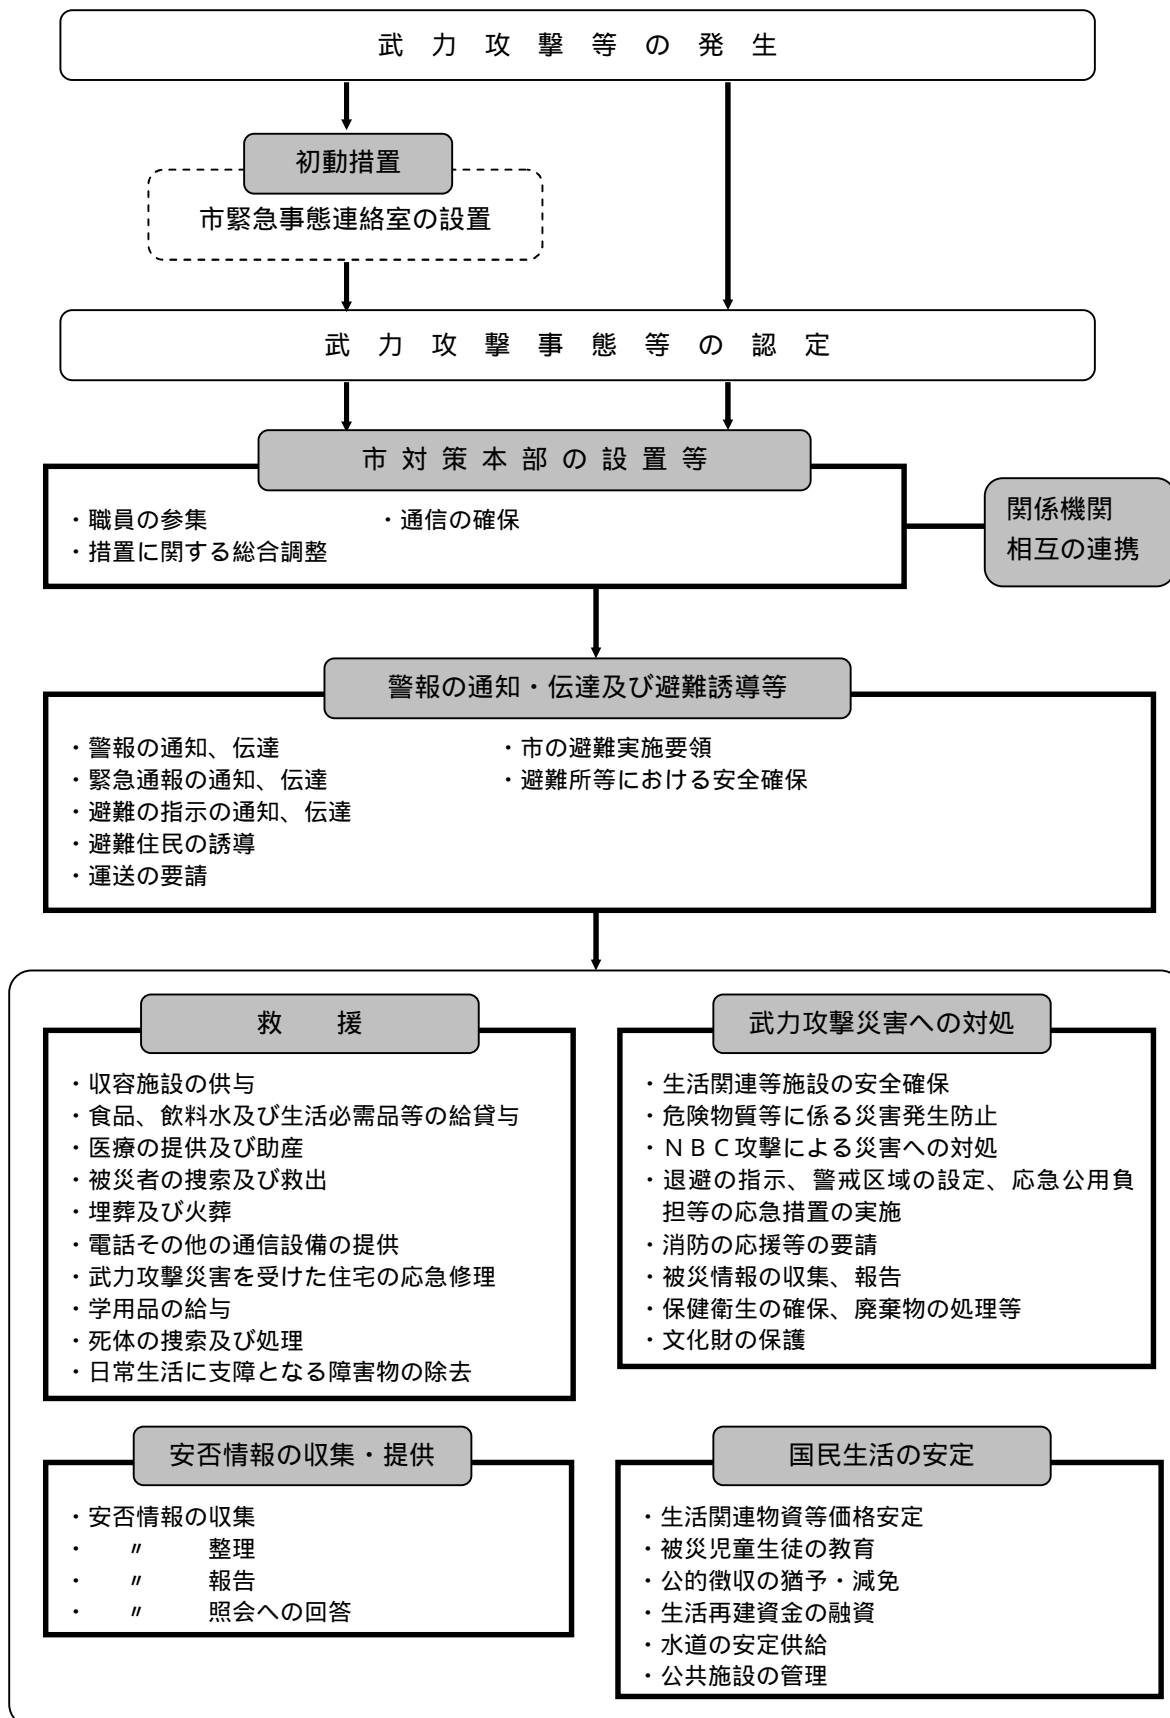 武力攻撃等の発生
初動措置
市緊急事態連絡室の設置
武力攻撃事態等の認定
市対策本部の設置等
・職員の参集
・通信の確保
・措置に関する総合調整
関係機関
相互の連携
警報の通知・伝達及び避難誘導等
・警報の通知、伝達
・緊急通報の通知、伝達
・避難の指示の通知、伝達
・避難住民の誘導
・運送の要請
・市の避難実施要領
・避難所等における安全確保
救　援
・収容施設の供与
・食品、飲料水及び生活必需品等の給貸与
・医療の提供及び助産
・被災者の捜索及び救出
・埋葬及び火葬
・電話その他の通信設備の提供
・武力攻撃災害を受けた住宅の応急修理
・学用品の給与
・死体の捜索及び処理
・日常生活に支障となる障害物の除去
武力攻撃災害への対処
・生活関連等施設の安全確保
・危険物質等に係る災害発生防止
・ＮＢＣ攻撃による災害への対処
・退避の指示、警戒区域の設定、応急公用負
担等の応急措置の実施
・消防の応援等の要請
・被災情報の収集、報告
・保健衛生の確保、廃棄物の処理等
・文化財の保護
安否情報の収集・提供
・安否情報の収集
・　〃　　整理
・　〃　　報告
・　〃　　照会への回答
国民生活の安定
・生活関連物資等価格安定
・被災児童生徒の教育
・公的徴収の猶予・減免
・生活再建資金の融資
・水道の安定供給
・公共施設の管理